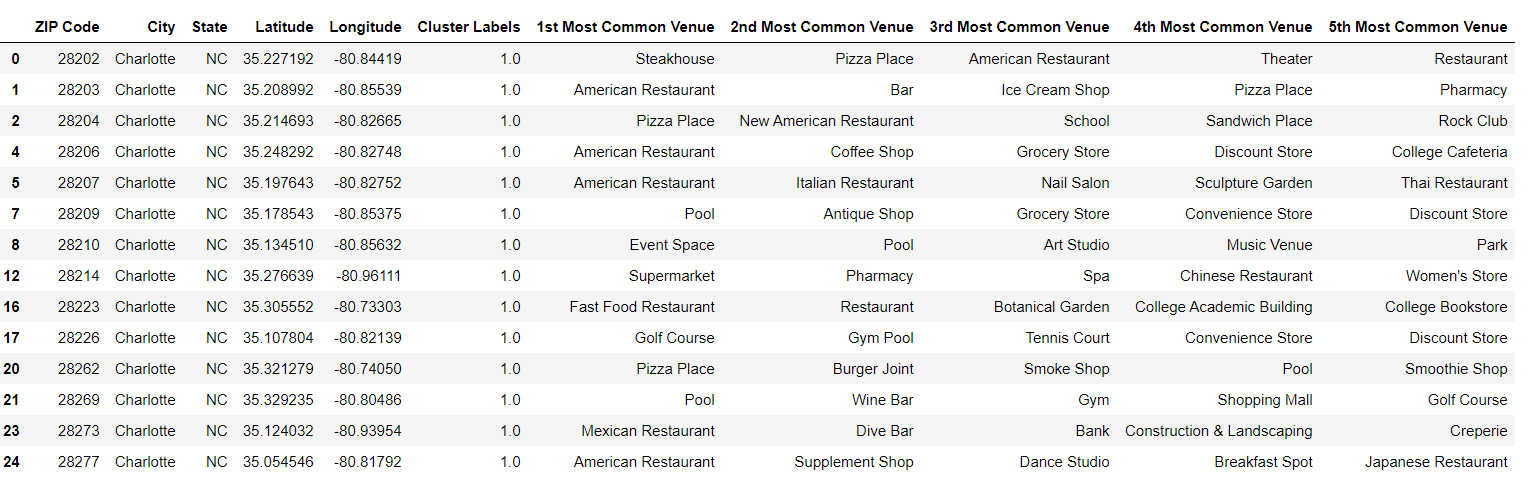 ZIP Code City State Latitude Longitude Cluster Labels 1st Most Common Venue 2nd Most Common Venue 3rd Most Common Venue 4th Most Common Venue 5th Most Common Venue
0 28202 Charlotte NC 35.227192 -80.84419 1.0 Steakhouse Pizza Place American Restaurant Theater Restaurant
1 28203 Charlotte NC 35.208992 -80.85539 1.0 American Restaurant Bar Ice Cream Shop Pizza Place Pharmacy
2 28204 Charlotte NC 35.214693 -80.82665 1.0 Pizza Place New American Restaurant School Sandwich Place Rock Club
4 28206 Charlotte NC 35.248292 -80.82748 1.0 American Restaurant Coffee Shop Grocery Store Discount Store College Cafeteria
5 28207 Charlotte NC 35.197643 -80.82752 1.0 American Restaurant Italian Restaurant Nail Salon Sculpture Garden Thai Restaurant
7 28209 Charlotte NC 35.178543 -80.85375 1.0 Pool Antique Shop Grocery Store Convenience Store Discount Store
8 28210 Charlotte NC 35.134510 -80.85632 1.0 Event Space Pool Art Studio Music Venue Park
12 28214 Charlotte NC 35.276639 -80.96111 1.0 Supermarket Pharmacy Spa Chinese Restaurant Women's Store
16 28223 Charlotte NC 35.305552 -80.73303 1.0 Fast Food Restaurant Restaurant Botanical Garden College Academic Building College Bookstore
17 28226 Charlotte NC 35.107804 -80.82139 1.0 Golf Course Gym Pool Tennis Court Convenience Store Discount Store
20 28262 Charlotte NC 35.321279 -80.74050 1.0 Pizza Place Burger Joint Smoke Shop Pool Smoothie Shop
21 28269 Charlotte NC 35.329235 -80.80486 1.0 Pool Wine Bar Gym Shopping Mall Golf Course
23 28273 Charlotte NC 35.124032 -80.93954 1.0 Mexican Restaurant Dive Bar Bank Construction & Landscaping Creperie
24 28277 Charlotte NC 35.054546 -80.81792 1.0 American Restaurant Supplement Shop Dance Studio Breakfast Spot Japanese Restaurant